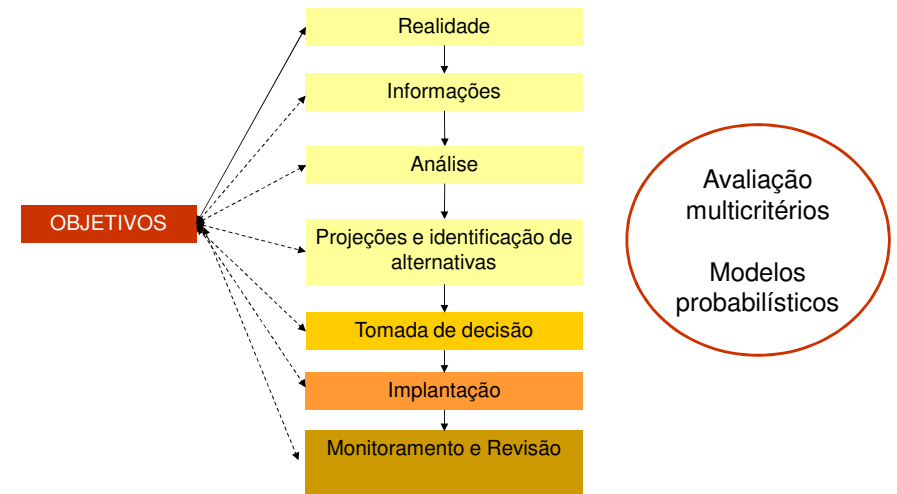 Realidade
Informações
Análise
OBJETIVOS
Projeções e identificação de
alternativas
Tomada de decisão
Implantação
Monitoramento e Revisão
Avaliação
multicritérios
Modelos
probabilísticos